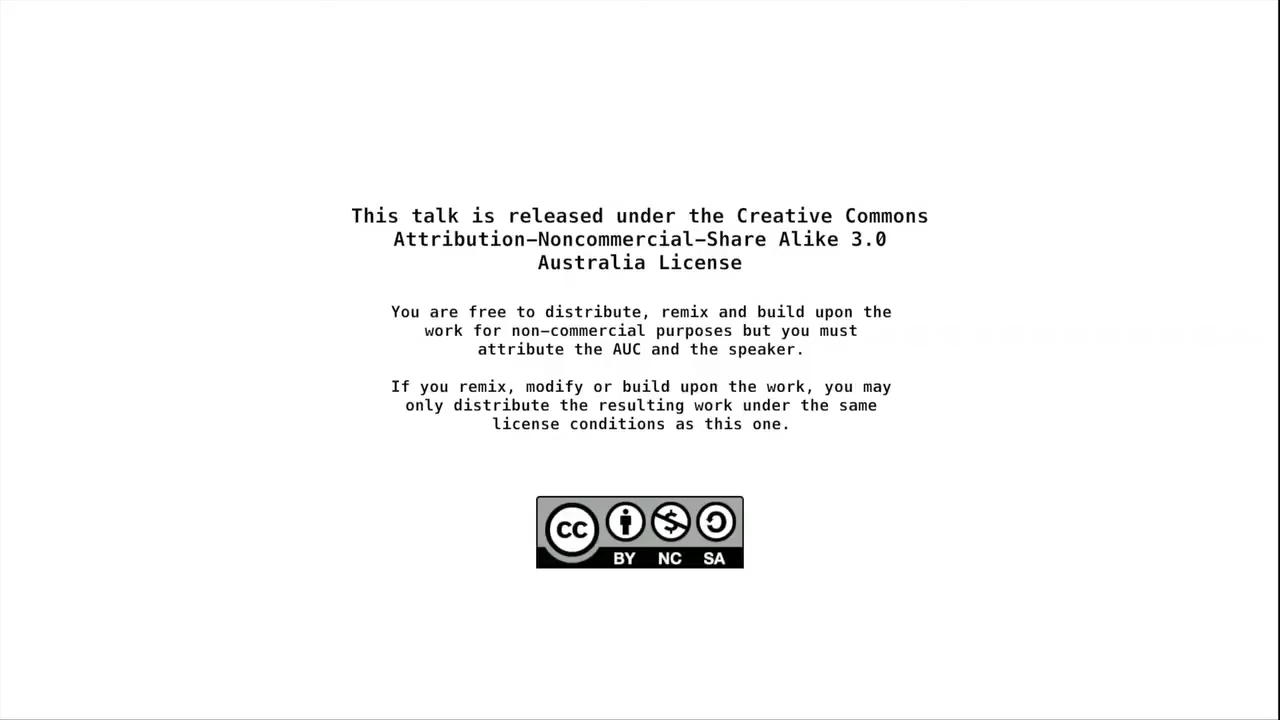 This talk is released under the Creative Commons
Attribution-Noncommercial-Share Alike 3.0
Australia License
You are free to distribute, remix and build upon the
work for non-commercial purposes but you must
attribute the AUC and the speaker.
If you remix, modify or build upon the work, you may
only distribute the resulting work under the same
license conditions as this one.
CC
BY NC SA